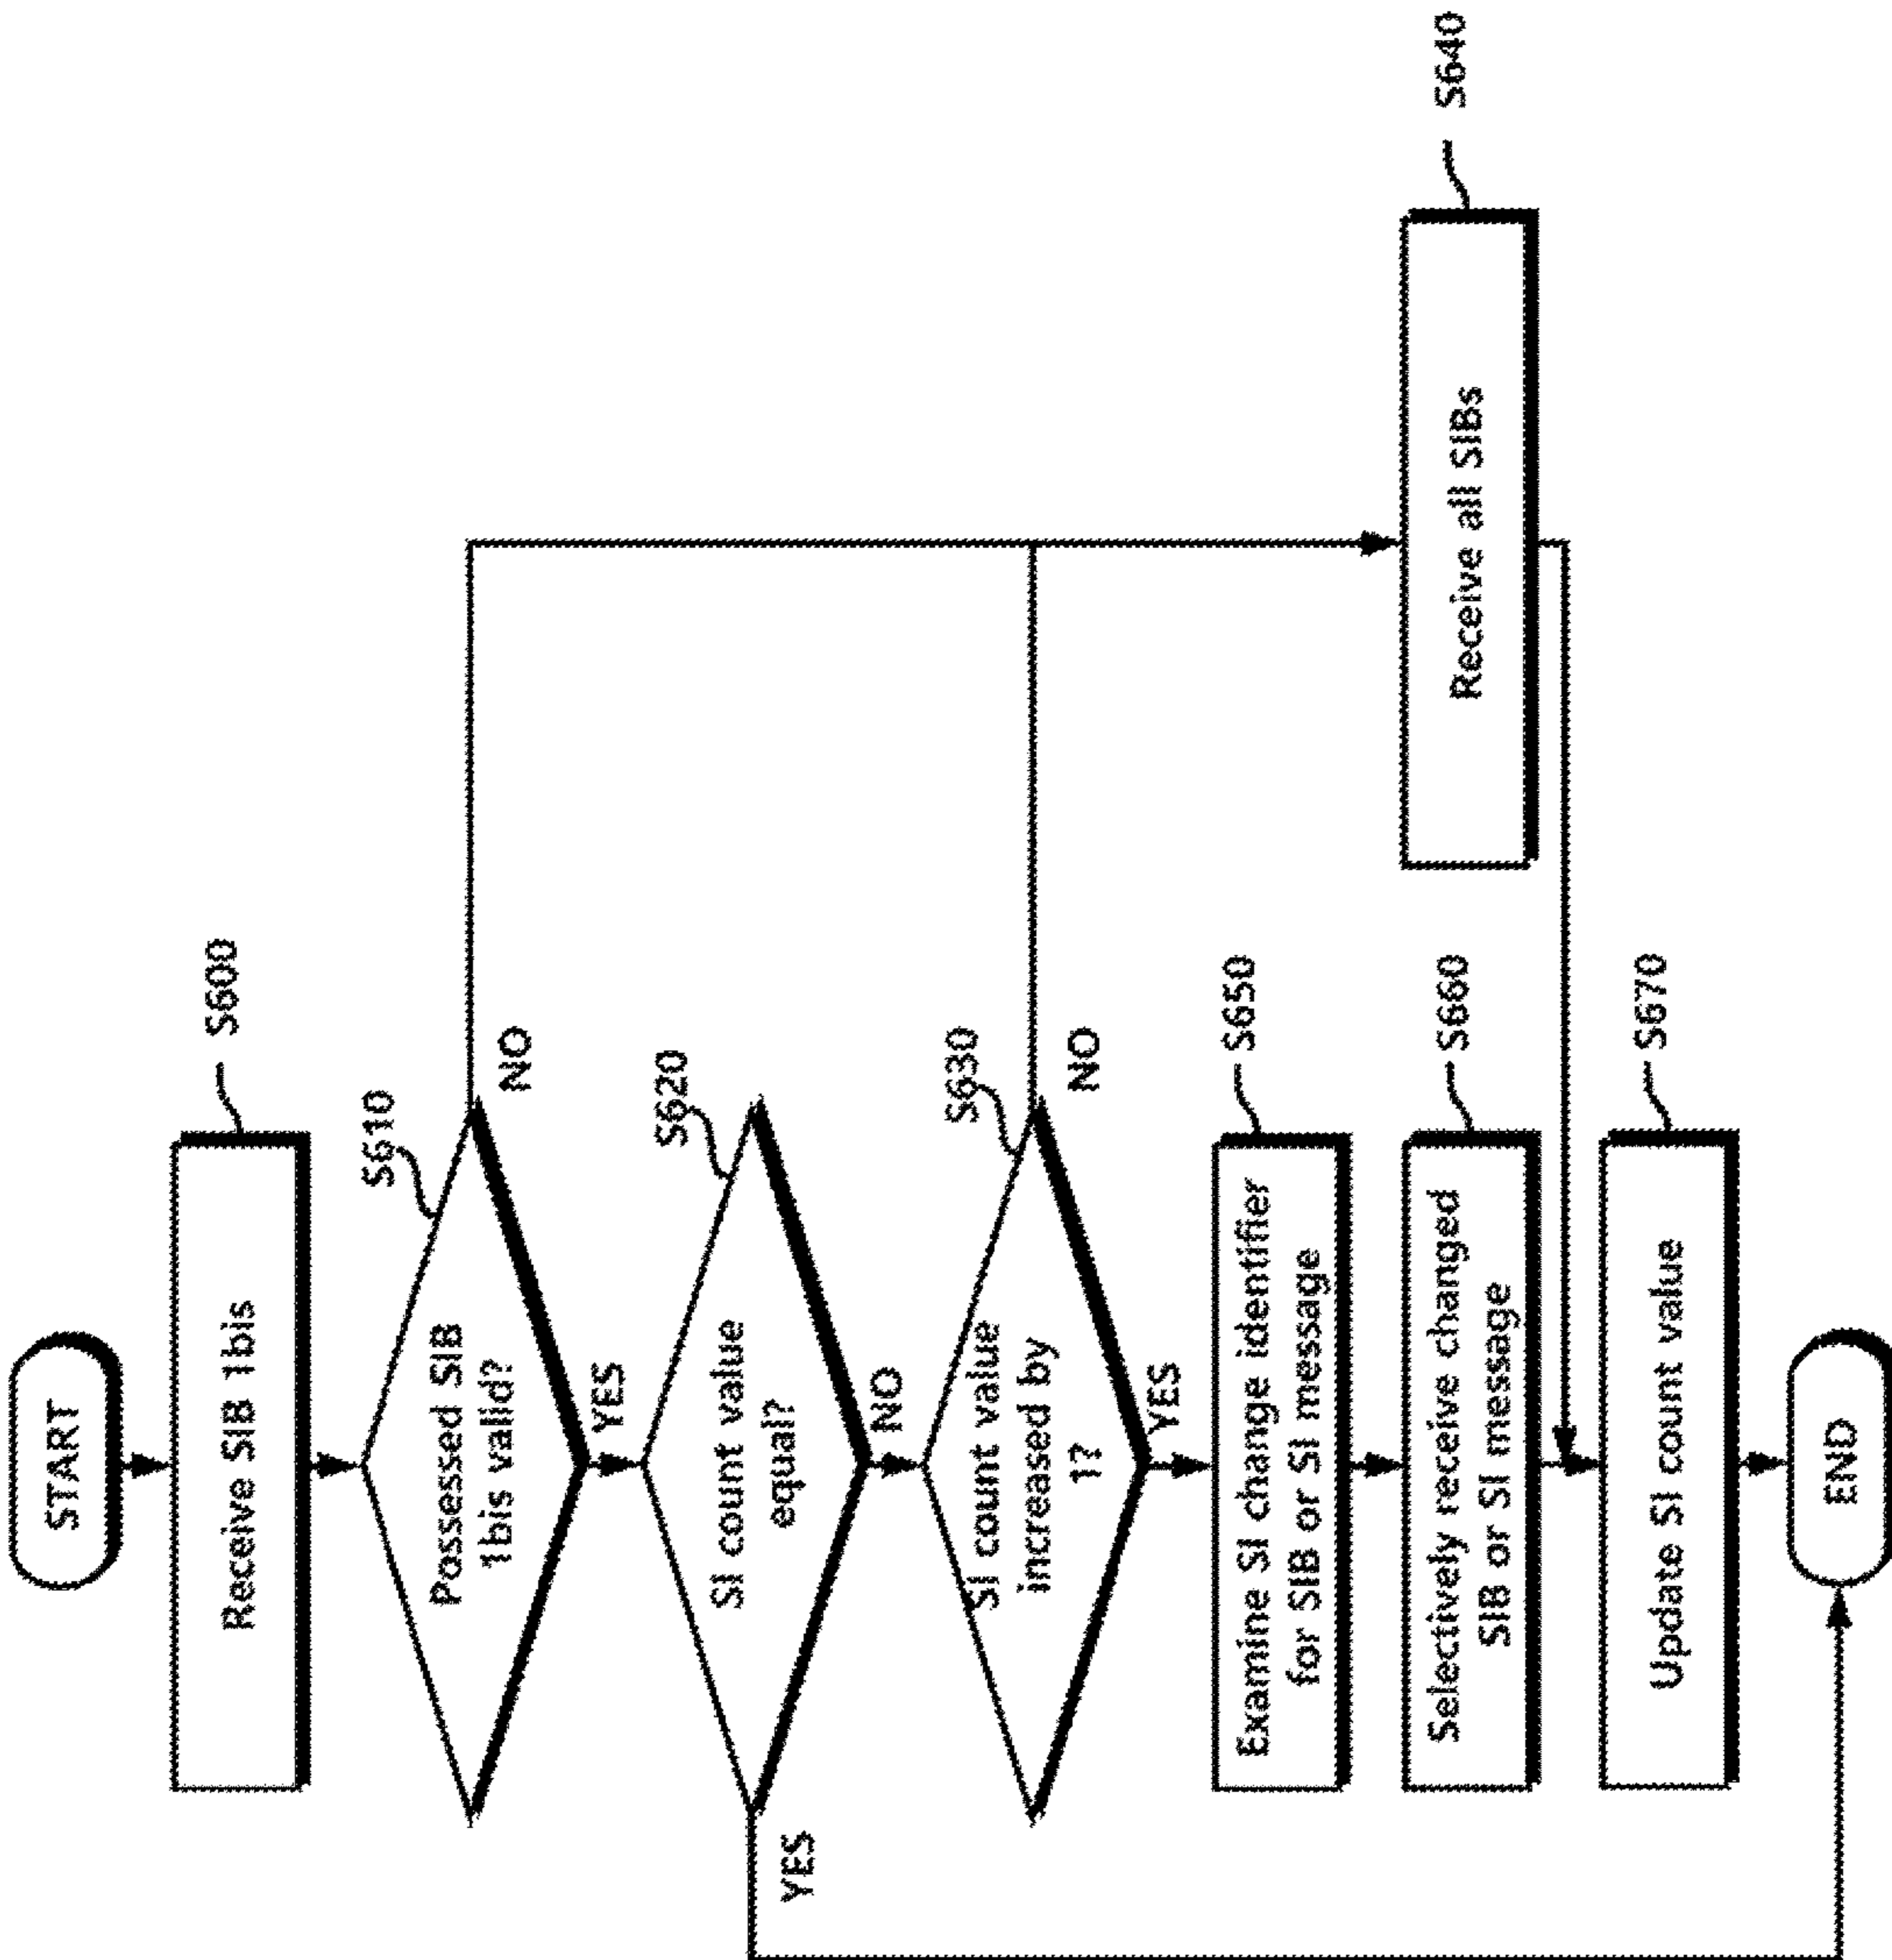 START
Receive SIB 1bis
S600
Possessed SIB
1bis valid?
S610
NO
YES
SI count value
equal?
S620
YES
NO
SI count value
increased by
1?
S630
NO
YES
Examine SI change identifier
for SIB or SI message
S650
Selectively receive changed
SIB or SI message
S660
Receive all SIBs
S640
Update SI count value
S670
END